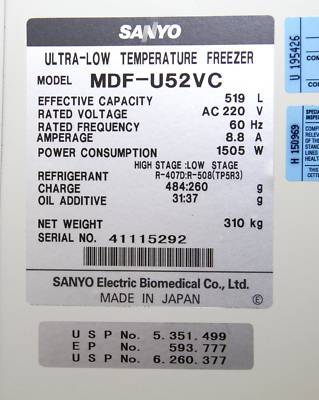 SANYO
ULTRA-LOW TEMPERATURE FREEZER
MODEL MDF-U52VC
EFFECTIVE CAPACITY 519 L
RATED VOLTAGE AC 220 V
RATED FREQUENCY 60 Hz
AMPERAGE 8.8 A
POWER CONSUMPTION 1505 W
HIGH STAGE:LOW STAGE
REFRIGERANT R-407D:R-508(TP5R3)
CHARGE 484:260 g
OIL ADDITIVE 31:37 g
NET WEIGHT 310 kg
SERIAL NO. 41115292
SANYO Electric Biomedical Co., Ltd.
MADE IN JAPAN E
U S P No. 5.351.499
E P No. 593.777
U S P No. 6.260.377
U 195426
H 150969